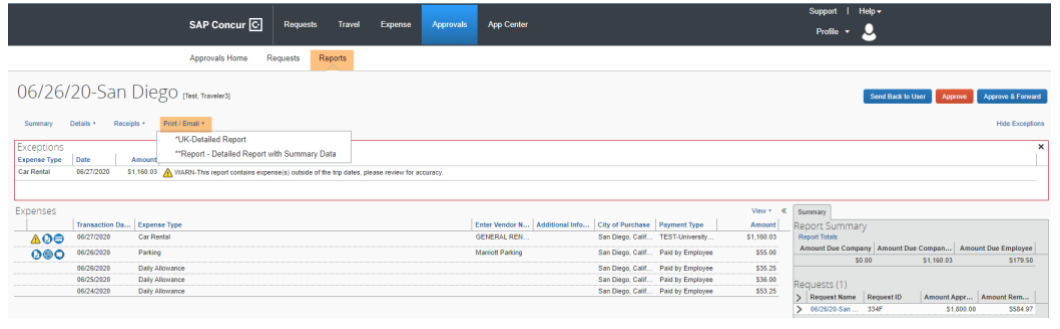 Support | Help
SAP Concur C Requests Travel Expense Approvals App Center
Profile
Approvals Home Requests Reports
06/26/20-San Diego [Test, Traveler3]
Send Back to User Approve Approve & Forward
Summary Details Receipts Print / Email Hide Exceptions
*UK-Detailed Report
**Report - Detailed Report with Summary Data
Exceptions
Expense Type Date Amount
Car Rental 06/27/2020 $1,160.03 WARN-This report contains expense(s) outside of the trip dates, please review for accuracy.
Expenses View Summary
Transaction Da... Expense Type Enter Vendor N... Additional Info... City of Purchase Payment Type Amount
06/27/2020 Car Rental GENERAL REN... San Diego, Calif... TEST-University... $1,160.03
06/26/2020 Parking Marriott Parking San Diego, Calif... Paid by Employee $55.00
06/26/2020 Daily Allowance San Diego, Calif... Paid by Employee $35.25
06/25/2020 Daily Allowance San Diego, Calif... Paid by Employee $36.00
06/24/2020 Daily Allowance San Diego, Calif... Paid by Employee $53.25
Report Summary
Report Totals
Amount Due Company Amount Due Compan... Amount Due Employee
$0.00 $1,160.03 $179.50
Requests (1)
Request Name Request ID Amount Appr... Amount Rem...
06/26/20-San ... 334F $1,800.00 $584.97